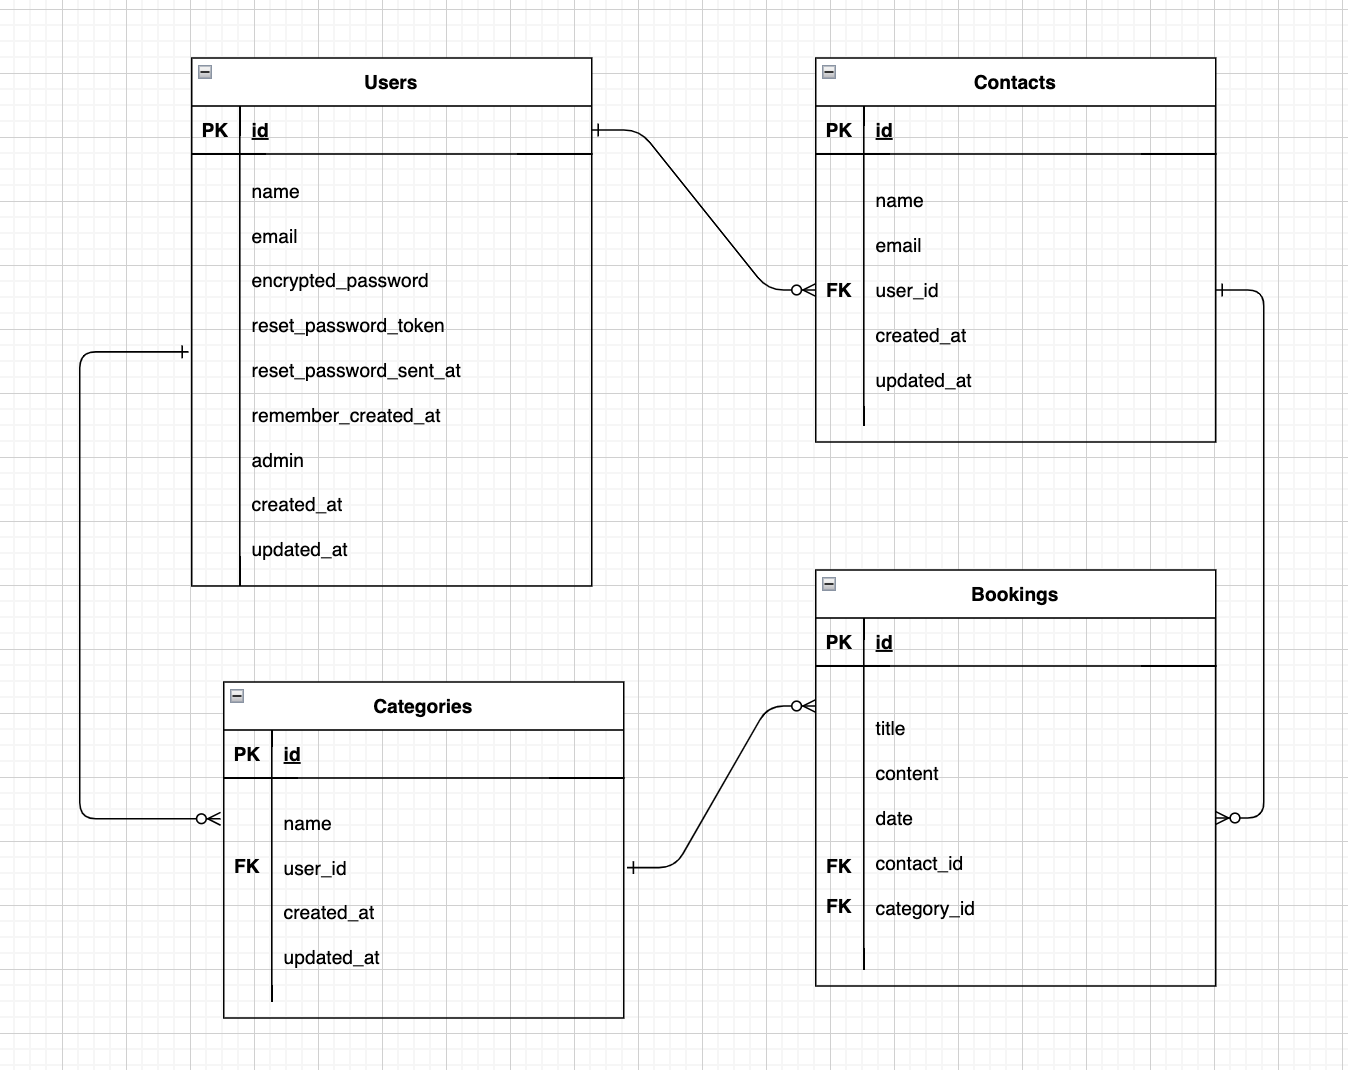 Users
PK id
name
email
encrypted_password
reset_password_token
reset_password_sent_at
remember_created_at
admin
created_at
updated_at
Contacts
PK id
name
email
FK user_id
created_at
updated_at
Categories
PK id
name
FK user_id
created_at
updated_at
Bookings
PK id
title
content
date
FK contact_id
FK category_id